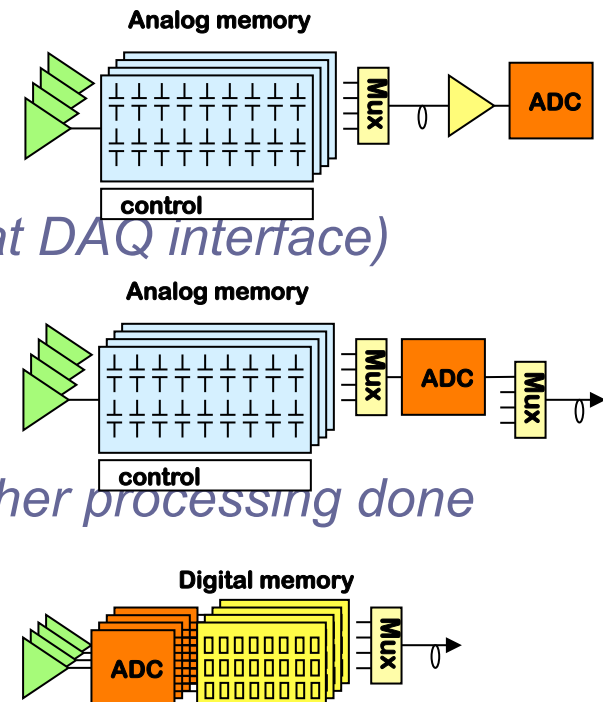 Analog memory
Mux
ADC
control
at DAQ interface)
Analog memory
Mux
ADC
Mux
control
her processing done
Digital memory
ADC
Mux